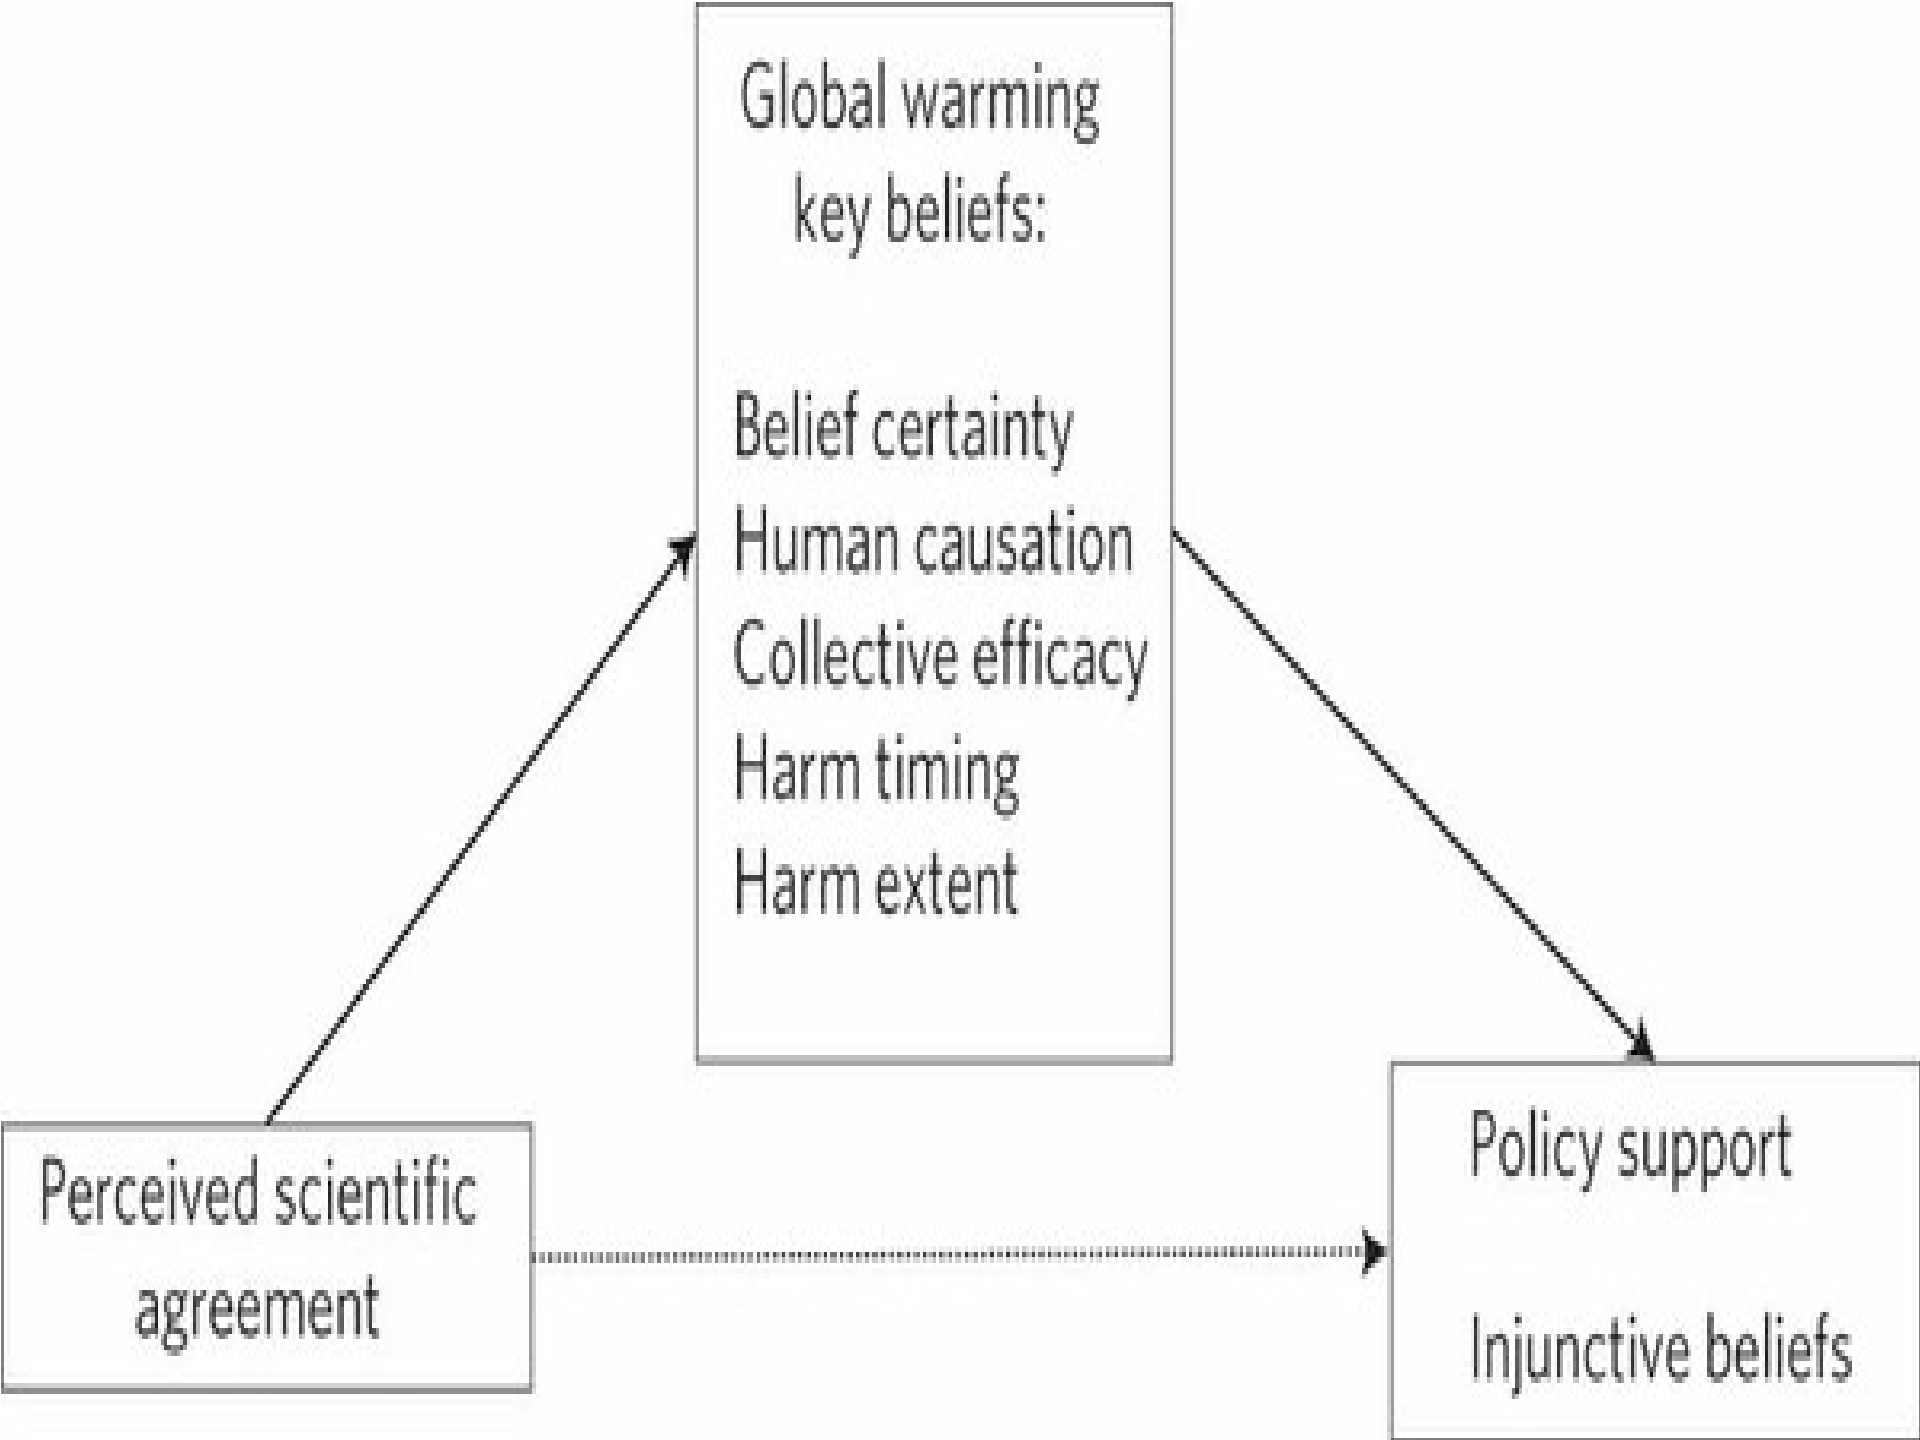 Global warming
key beliefs:
Belief certainty
Human causation
Collective efficacy
Harm timing
Harm extent
Perceived scientific
agreement
Policy support
Injunctive beliefs